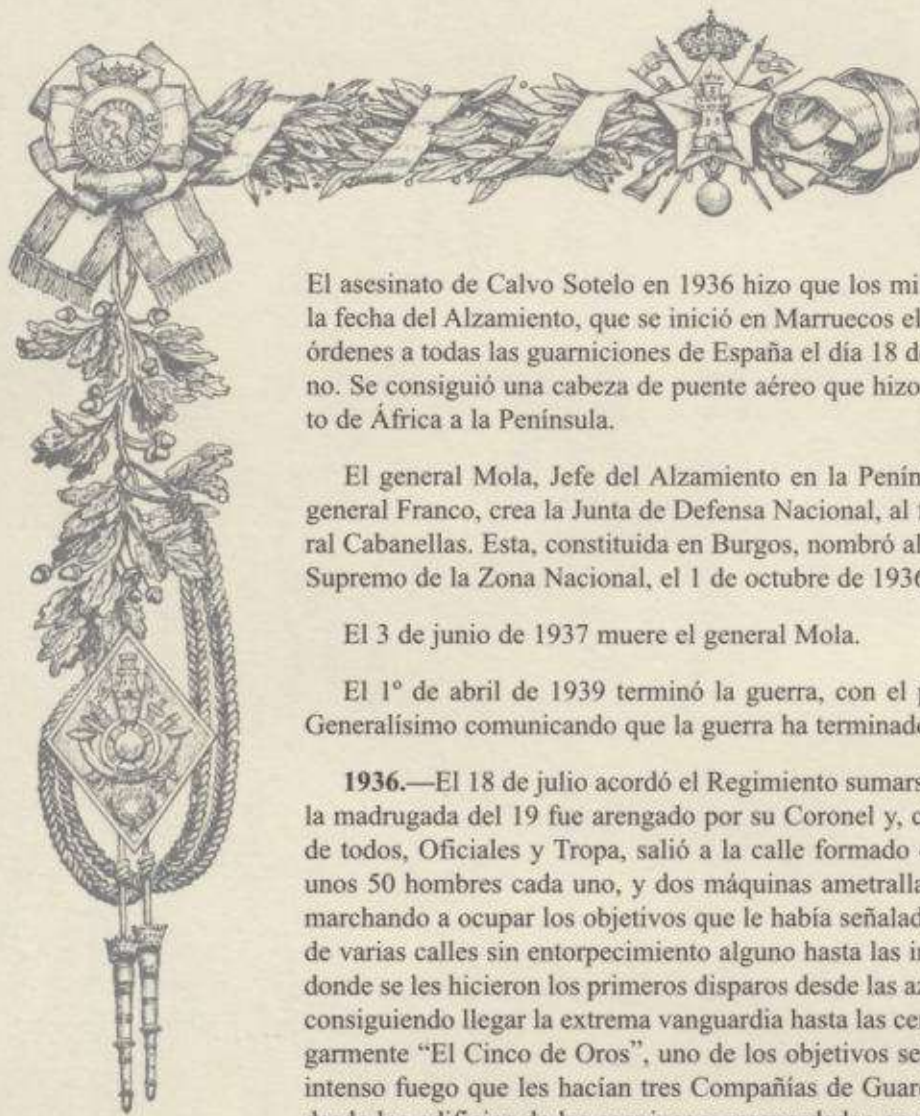 El asesinato de Calvo Sotelo en 1936 hizo que los mi
la fecha del Alzamiento, que se inició en Marruecos el
órdenes a todas las guarniciones de España el día 18 d
no. Se consiguió una cabeza de puente aéreo que hizo
to de África a la Península.
El general Mola, Jefe del Alzamiento en la Penín
general Franco, crea la Junta de Defensa Nacional, al
ral Cabanellas. Esta, constituida en Burgos, nombró al
Supremo de la Zona Nacional, el 1 de octubre de 1936
El 3 de junio de 1937 muere el general Mola.
El 1º de abril de 1939 terminó la guerra, con el
Generalísimo comunicando que la guerra ha terminado
1936.—El 18 de julio acordó el Regimiento sumars
la madrugada del 19 fue arengado por su Coronel y, c
de todos, Oficiales y Tropa, salió a la calle formado
unos 50 hombres cada uno, y dos máquinas ametralla
marchando a ocupar los objetivos que le había señalad
de varias calles sin entorpecimiento alguno hasta las i
donde se les hicieron los primeros disparos desde las az
consiguiendo llegar la extrema vanguardia hasta las ce
garmente “El Cinco de Oros”, uno de los objetivos se
intenso fuego que les hacían tres Compañías de Guar